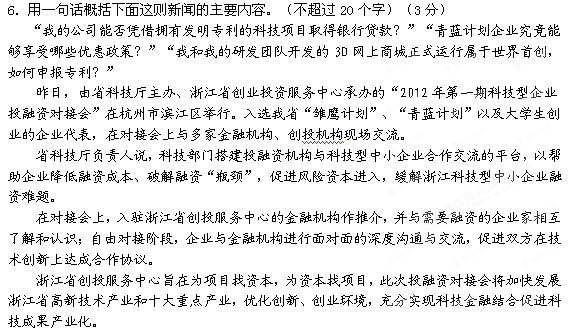 6. 用一句话概括下面这则新闻的主要内容。（不超过 20 个字）（3 分）
“我的公司能否凭借拥有发明专利的科技项目取得银行贷款？”“青蓝计划企业究竟能
够享受哪些优惠政策？”“我和我的研发团队开发的 3D 网上商城正式运行属于世界首创，
如何申报专利？”
昨日，由省科技厅主办、浙江省创业投资服务中心承办的“2012 年第一期科技型企业
投融资对接会”在杭州市滨江区举行。入选我省“雏鹰计划”、“青蓝计划”以及大学生创
业的企业代表，在对接会上与多家金融机构、创投机构现场交流。
省科技厅负责人说，科技部门搭建投融资机构与科技型中小企业合作交流的平台，以帮
助企业降低融资成本、破解融资“瓶颈”，促进风险资本进入，缓解浙江科技型中小企业融
资难题。
在对接会上，入驻浙江省创投服务中心的金融机构作推介，并与需要融资的企业家相互
了解和认识；自由对接阶段，企业与金融机构进行面对面的深度沟通与交流，促进双方在技
术创新上达成合作协议。
浙江省创投服务中心旨在为项目找资本，为资本找项目，此次投融资对接会将加快发展
浙江省高新技术产业和十大重点产业，优化创新、创业环境，充分实现科技金融结合促进科
技成果产业化。